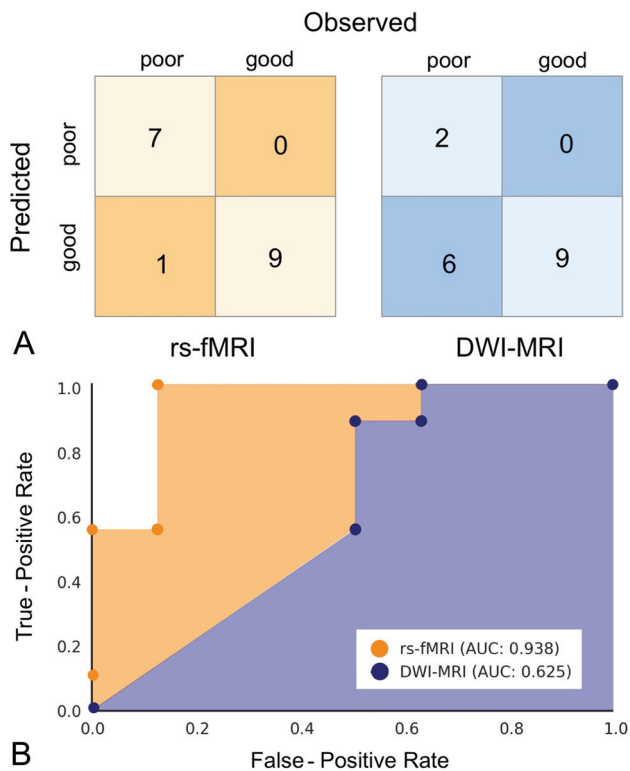 Observed
poor good poor good
Predicted
poor 7 0 2 0
good 1 9 6 9
A rs-fMRI DWI-MRI
True - Positive Rate
1.0
0.8
0.6
0.4
0.2
0.0
rs-fMRI (AUC: 0.938)
DWI-MRI (AUC: 0.625)
0.0 0.2 0.4 0.6 0.8 1.0
B False - Positive Rate